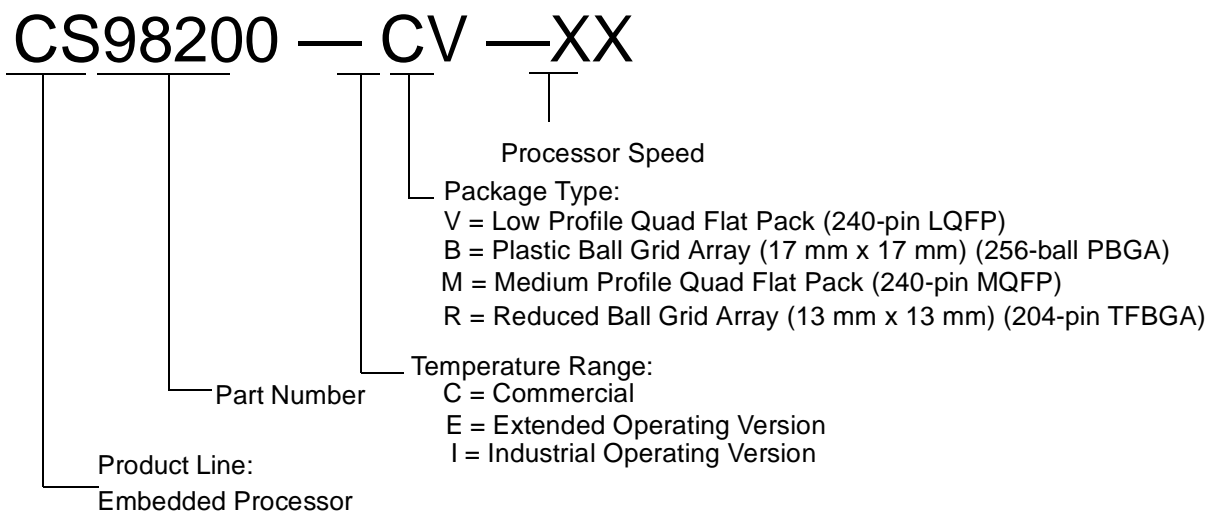 CS98200 — CV —XX
Processor Speed
Package Type:
V = Low Profile Quad Flat Pack (240-pin LQFP)
B = Plastic Ball Grid Array (17 mm x 17 mm) (256-ball PBGA)
M = Medium Profile Quad Flat Pack (240-pin MQFP)
R = Reduced Ball Grid Array (13 mm x 13 mm) (204-pin TFBGA)
Temperature Range:
C = Commercial
E = Extended Operating Version
I = Industrial Operating Version
Part Number
Product Line:
Embedded Processor